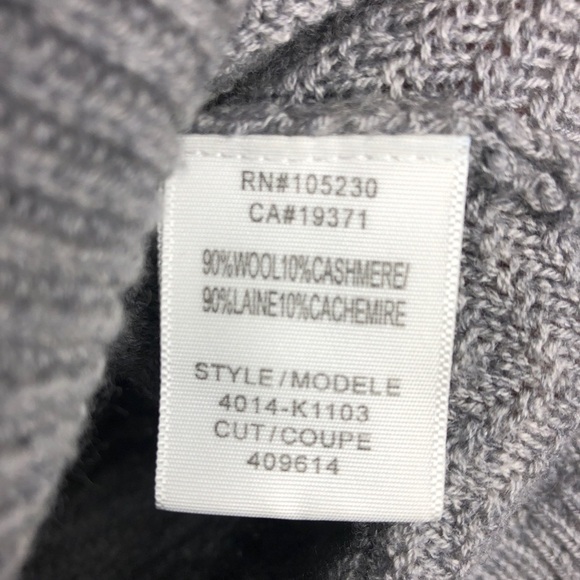 RN#105230
CA#19371
90%WOOL10%CASHMERE/
90%LAINE10%CACHEMIRE
STYLE/MODELE
4014-K1103
CUT/COUPE
409614